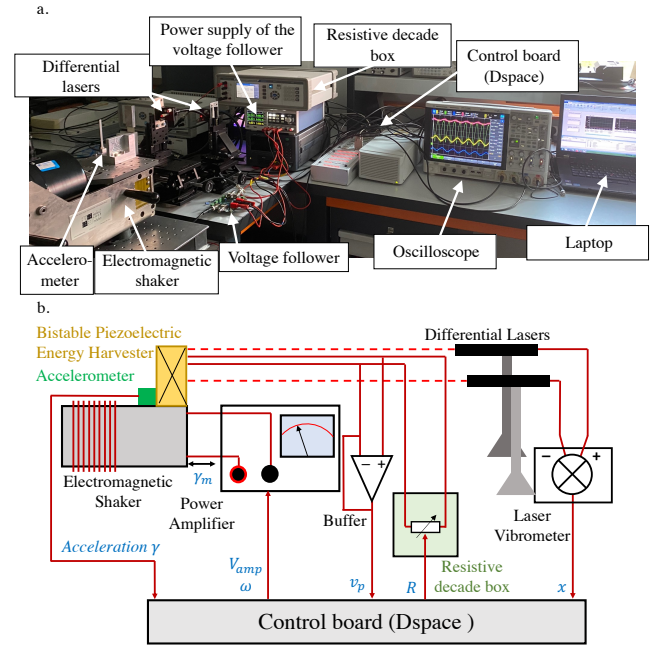 a.
Power supply of the
voltage follower
Resistive decade
box
Control board
(Dspace)
Differential
lasers
Accelero-
meter
Electromagnetic
shaker
Voltage follower
Oscilloscope
Laptop
b.
Bistable Piezoelectric
Energy Harvester
Accelerometer
Differential Lasers
Electromagnetic
Shaker
γm
Power
Amplifier
− +
Buffer
− +
Laser
Vibrometer
Acceleration γ
Vamp
ω
vp
R
Resistive
decade box
x
Control board (Dspace )